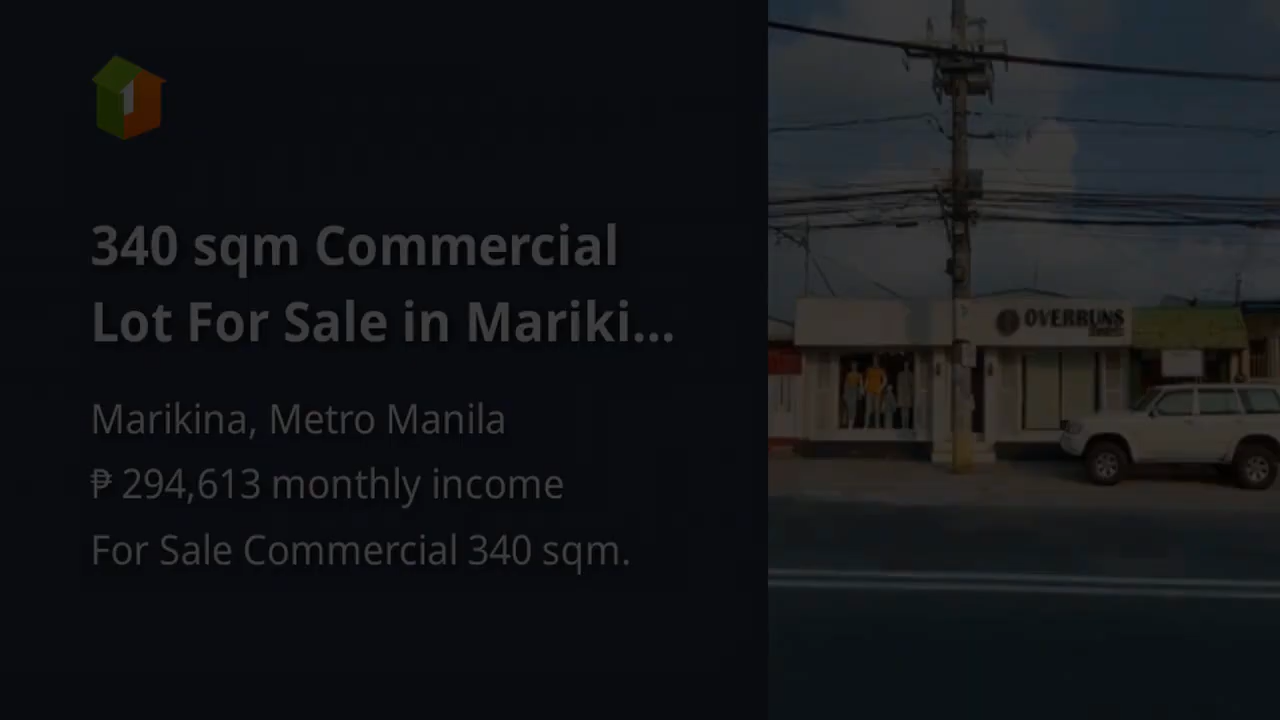 340 sqm Commercial
Lot For Sale in Mariki...
Marikina, Metro Manila
₱ 294,613 monthly income
For Sale Commercial 340 sqm.
OVERRUNS